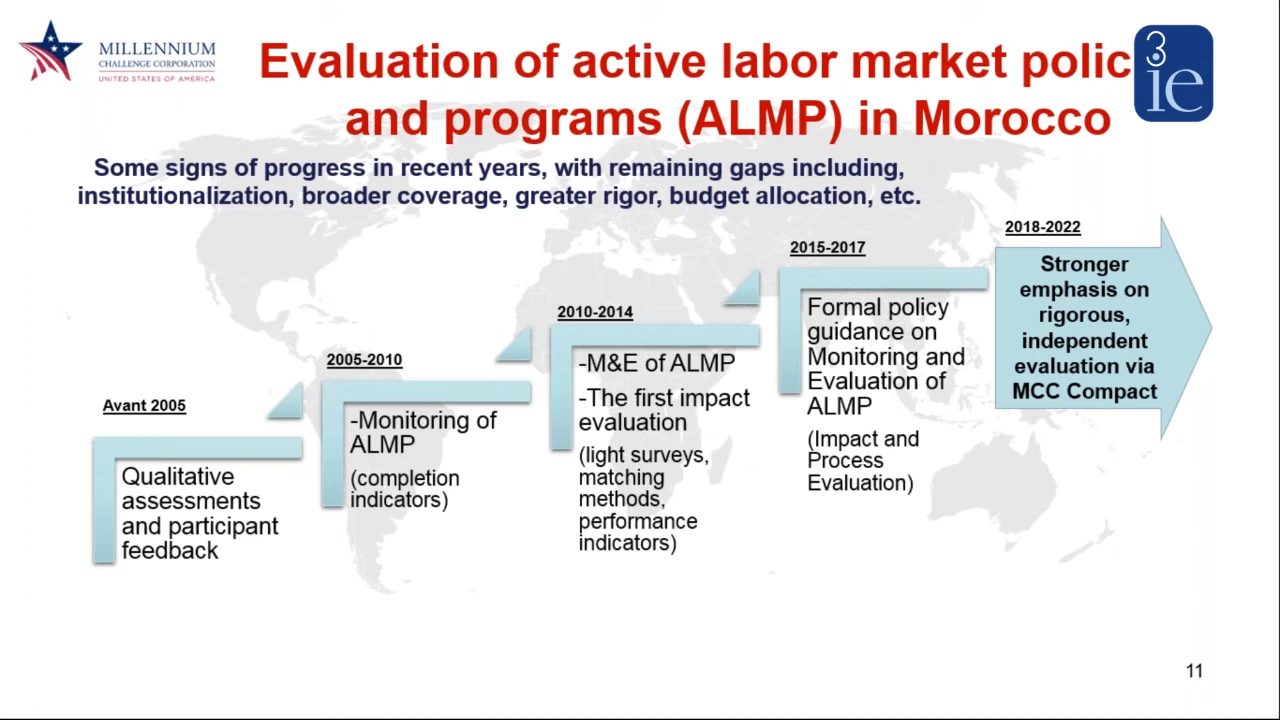 MILLENNIUM
CHALLENGE CORPORATION
UNITED STATES OF AMERICA
Evaluation of active labor market polic
and programs (ALMP) in Morocco
3ie
Some signs of progress in recent years, with remaining gaps including,
institutionalization, broader coverage, greater rigor, budget allocation, etc.
Avant 2005
Qualitative
assessments
and participant
feedback
2005-2010
-Monitoring of
ALMP
(completion
indicators)
2010-2014
-M&E of ALMP
-The first impact
evaluation
(light surveys,
matching
methods,
performance
indicators)
2015-2017
Formal policy
guidance on
Monitoring and
Evaluation of
ALMP
(Impact and
Process
Evaluation)
2018-2022
Stronger
emphasis on
rigorous,
independent
evaluation via
MCC Compact
11